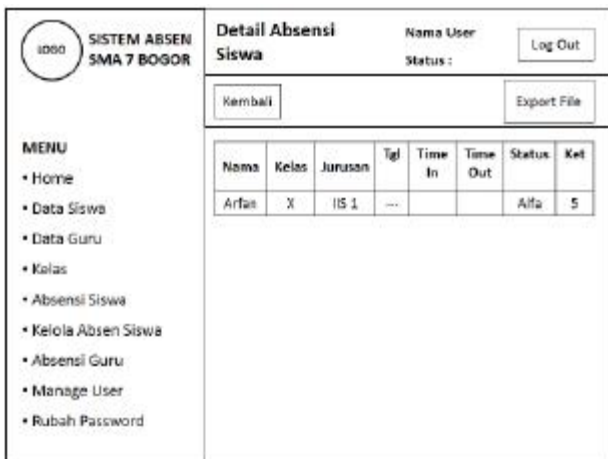 LOGO
SISTEM ABSEN
SMA 7 BOGOR
Detail Absensi
Siswa
Nama User
Status :
Log Out
Kembali
Export File
MENU
• Home
• Data Siswa
• Data Guru
• Kelas
• Absensi Siswa
• Kelola Absen Siswa
• Absensi Guru
• Manage User
• Rubah Password
Nama Kelas Jurusan Tgl Time In Time Out Status Ket
Arfan X IIS 1 --- Alfa 5